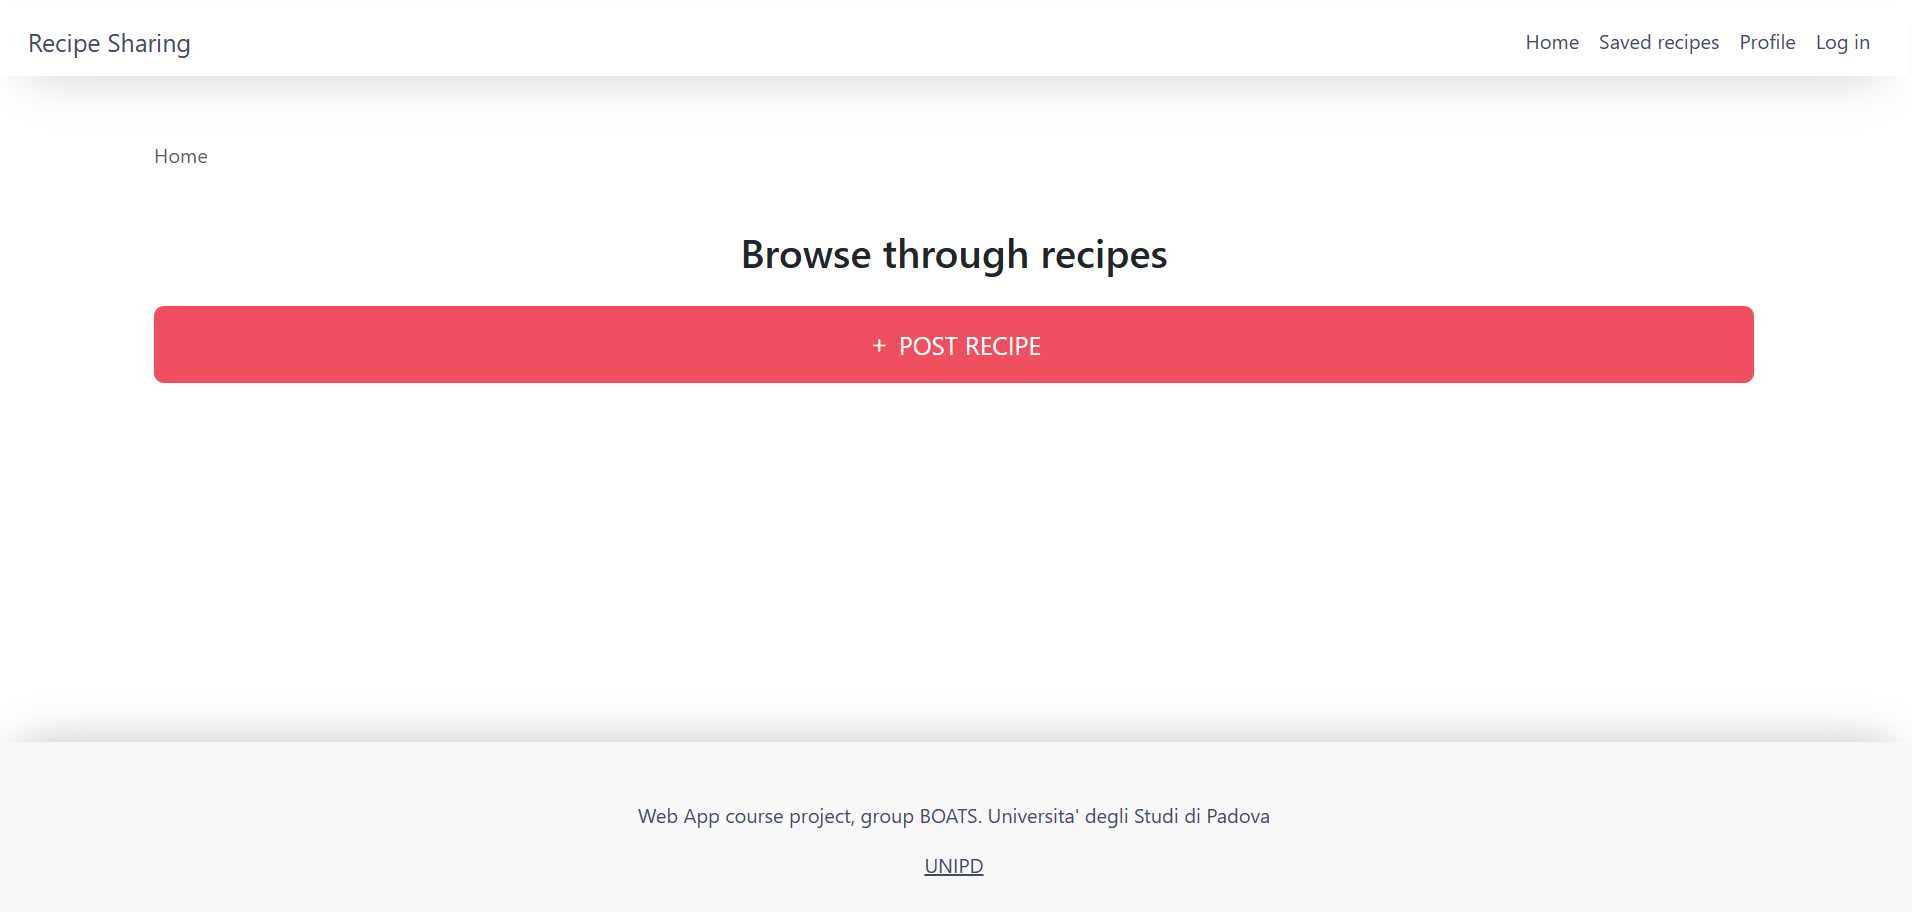 Recipe Sharing
Home Saved recipes Profile Log in
Home
Browse through recipes
+ POST RECIPE
Web App course project, group BOATS. Universita' degli Studi di Padova
UNIPD